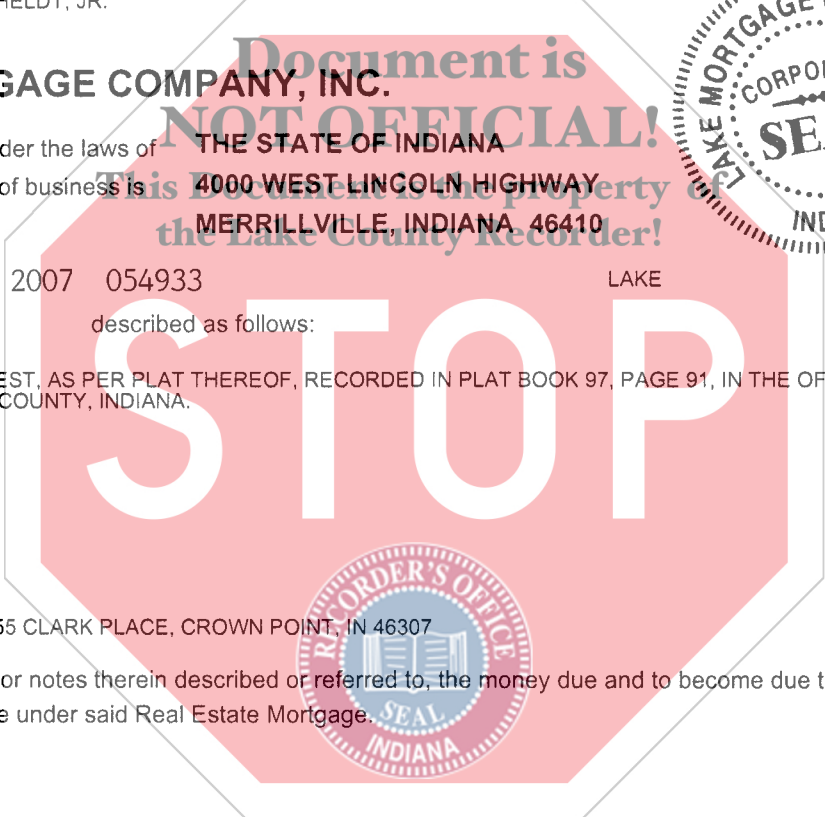 HELDT, JR.
GAGE COMPANY, INC.
Document is
NOT OFFICIAL!
This Document is the property of
the Lake County Recorder!
der the laws of THE STATE OF INDIANA
of business is 4000 WEST LINCOLN HIGHWAY
MERRILLVILLE, INDIANA 46410
LAKE MORTGAGE
CORPO
SE
IND
2007 054933 LAKE
described as follows:
EST, AS PER PLAT THEREOF, RECORDED IN PLAT BOOK 97, PAGE 91, IN THE OF
COUNTY, INDIANA.
STOP
55 CLARK PLACE, CROWN POINT, IN 46307
or notes therein described or referred to, the money due and to become due t
e under said Real Estate Mortgage.
RECORDER'S OFFICE
SEAL
INDIANA